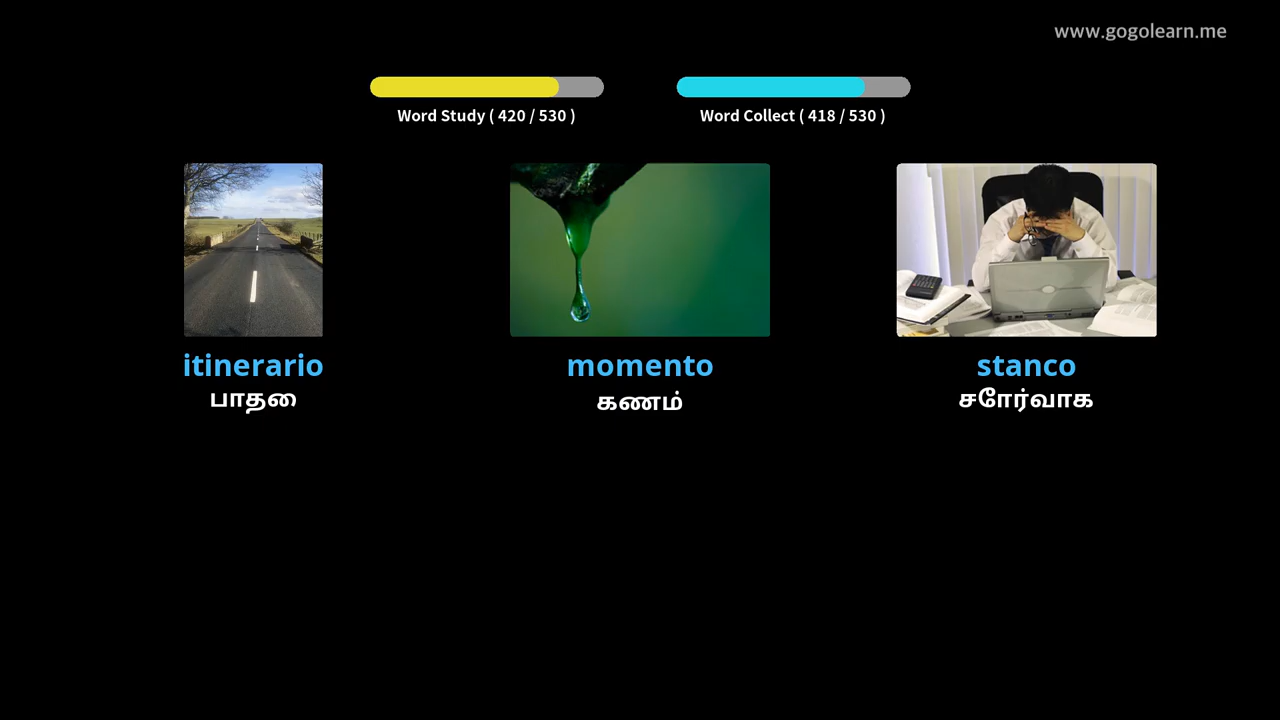 www.gogolearn.me
Word Study ( 420 / 530 )
Word Collect ( 418 / 530 )
itinerario
பாதை
momento
கணம்
stanco
சோர்வாக